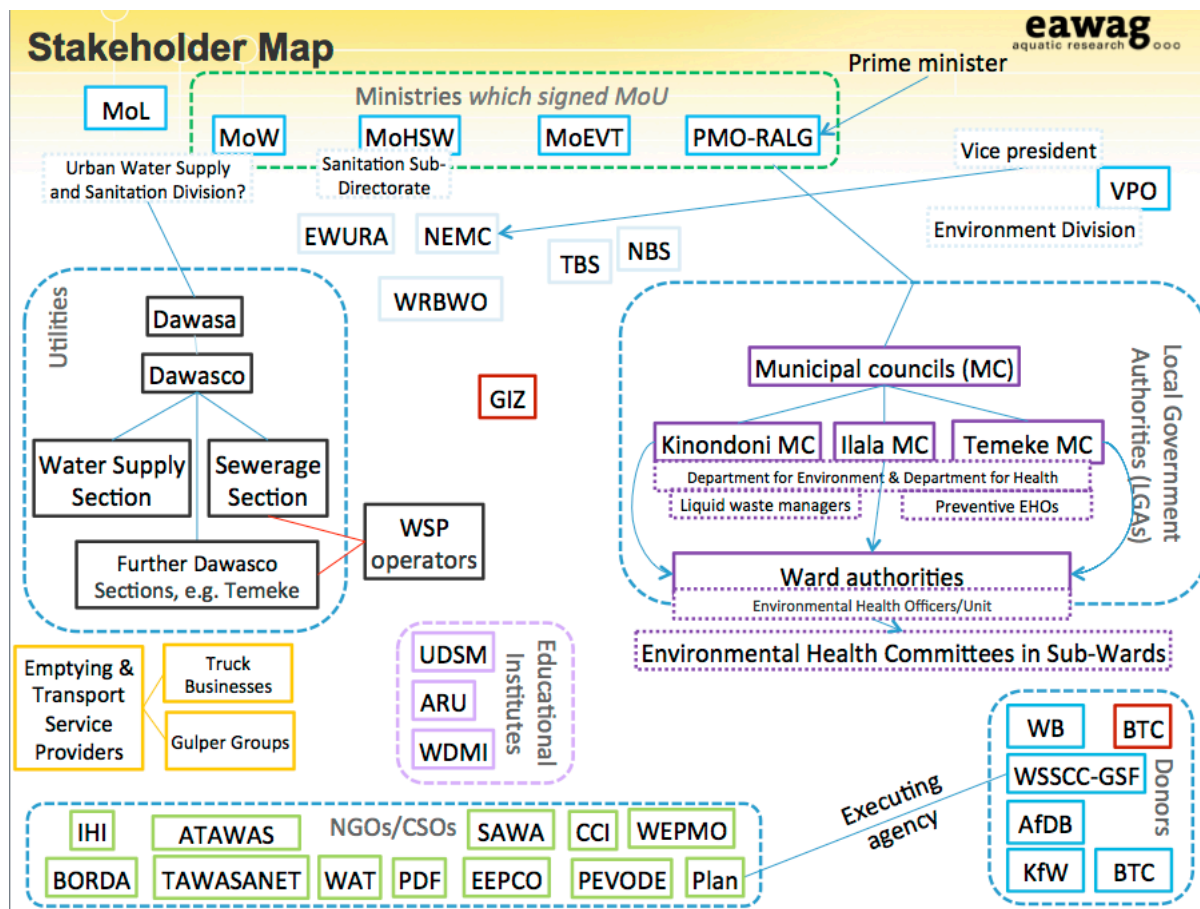 Stakeholder Map
eawag
aquatic research
Prime minister
MoL
Ministries which signed MoU
MoW
MoHSW
MoEVT
PMO-RALG
Urban Water Supply
and Sanitation Division?
Sanitation Sub-
Directorate
Vice president
VPO
Environment Division
EWURA
NEMC
TBS
NBS
WRBWO
Utilities
Dawasa
Dawasco
Water Supply
Section
Sewerage
Section
Further Dawasco
Sections, e.g. Temeke
WSP
operators
GIZ
Local Government
Authorities (LGAs)
Municipal councils (MC)
Kinondoni MC
Ilala MC
Temeke MC
Department for Environment & Department for Health
Liquid waste managers
Preventive EHOs
Ward authorities
Environmental Health Officers/Unit
Environmental Health Committees in Sub-Wards
Emptying &
Transport
Service
Providers
Truck
Businesses
Gulper Groups
Educational
Institutes
UDSM
ARU
WDMI
Donors
WB
BTC
WSSCC-GSF
AfDB
KfW
BTC
Executing
agency
NGOs/CSOs
IHI
ATAWAS
SAWA
CCI
WEPMO
BORDA
TAWASANET
WAT
PDF
EEPCO
PEVODE
Plan